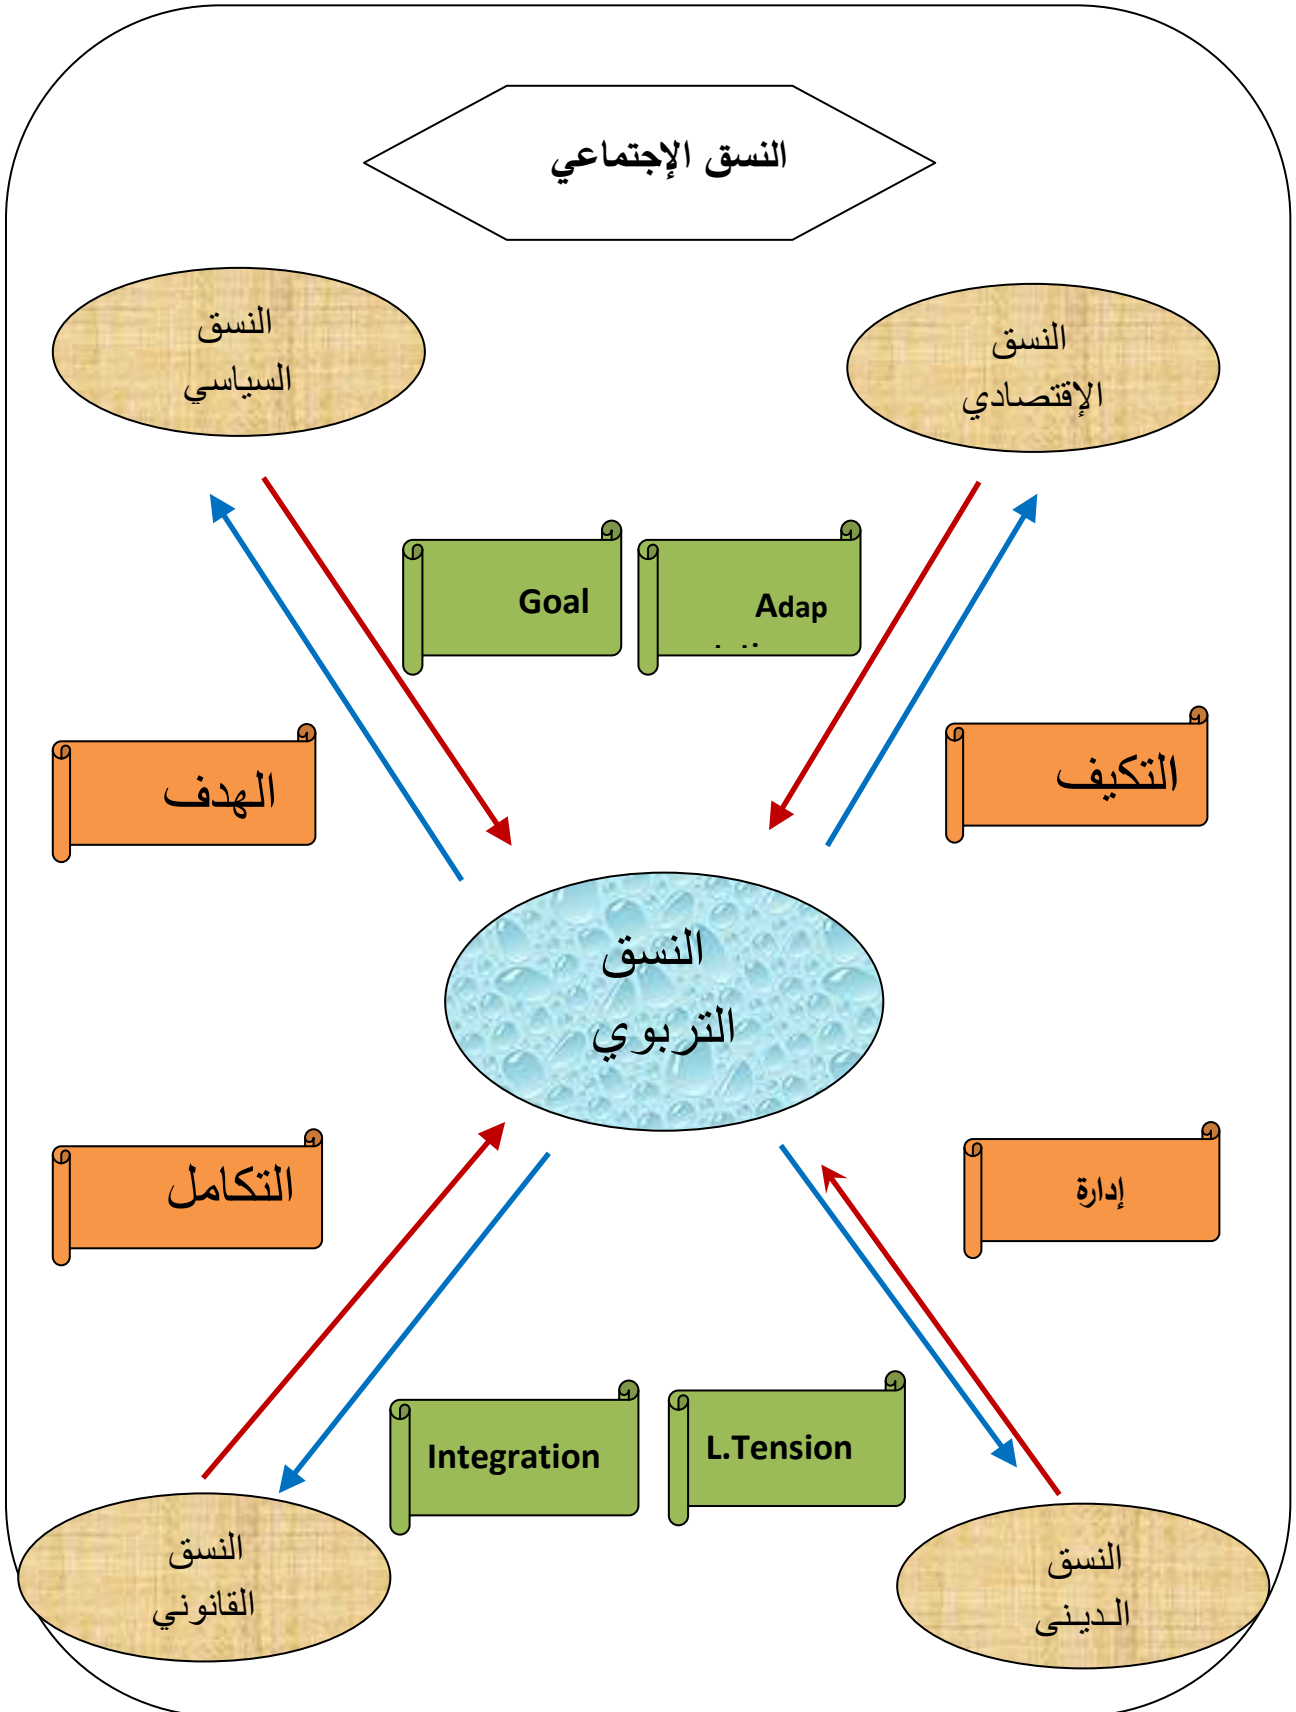 النسق الإجتماعي
النسق
الإقتصادي
النسق
السياسي
Goal
Adap
التكيف
الهدف
النسق
التربوي
إدارة
التكامل
Integration
L.Tension
النسق
القانوني
النسق
الدينى